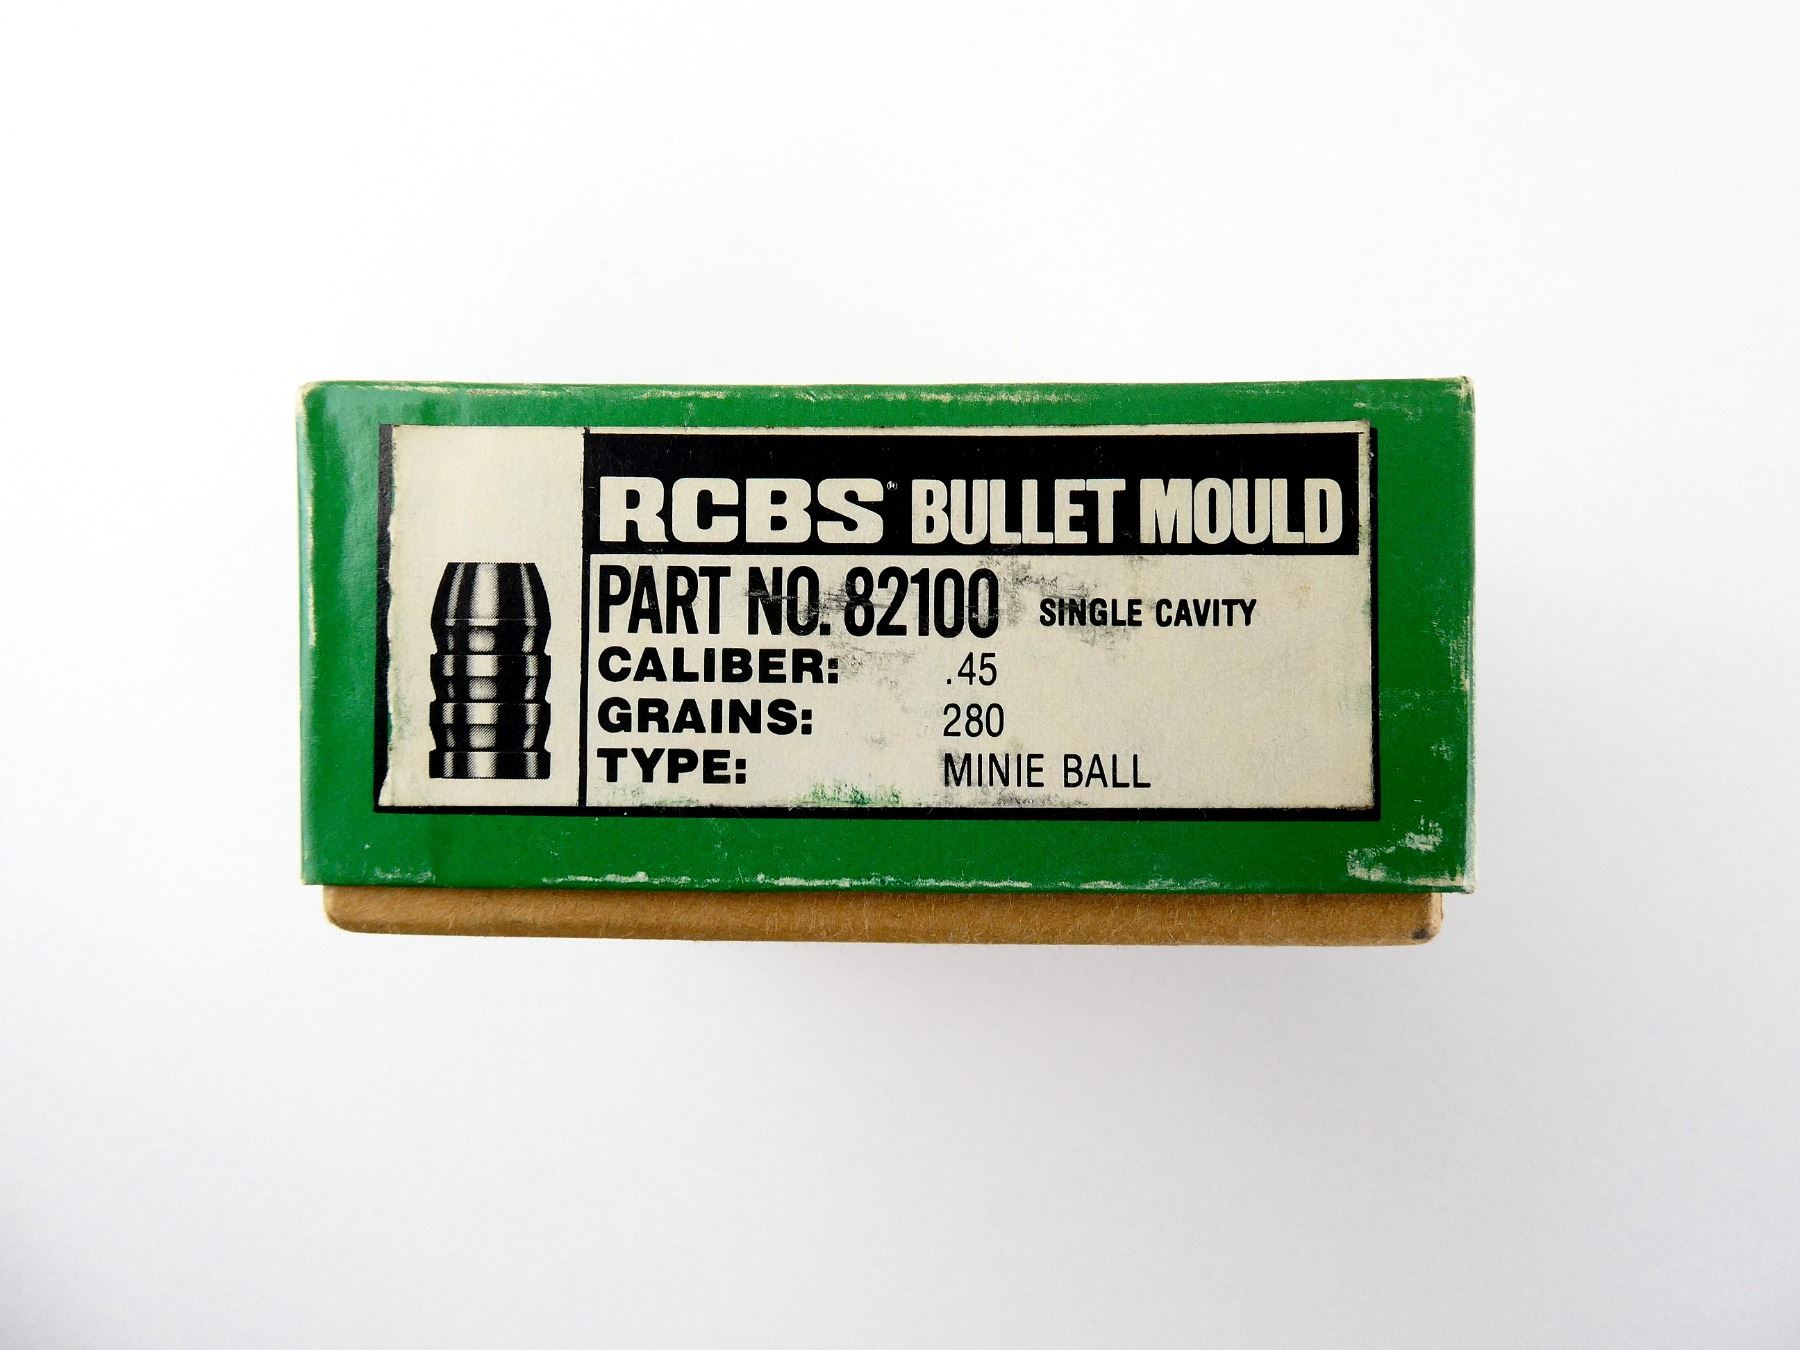 RCBS® BULLET MOULD
PART NO. 82100 SINGLE CAVITY
CALIBER: .45
GRAINS: 280
TYPE: MINIE BALL